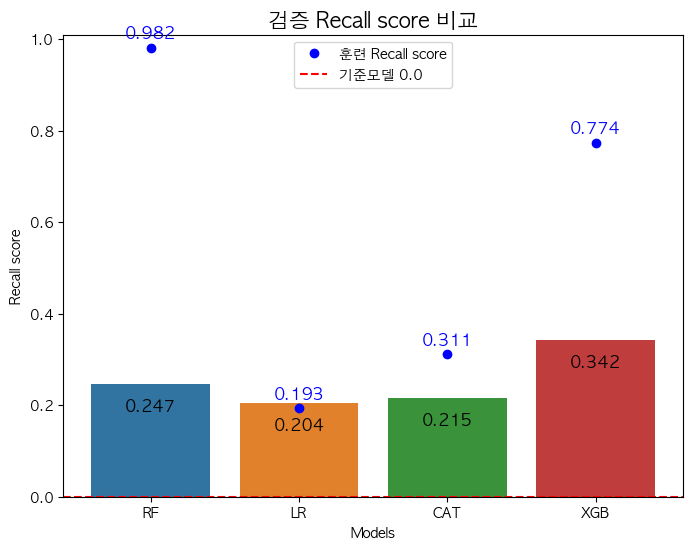 검증 Recall score 비교
훈련 Recall score
기준모델 0.0
Recall score
1.0
0.8
0.6
0.4
0.2
0.0
0.982
0.247
0.193
0.204
0.311
0.215
0.774
0.342
RF
LR
CAT
XGB
Models